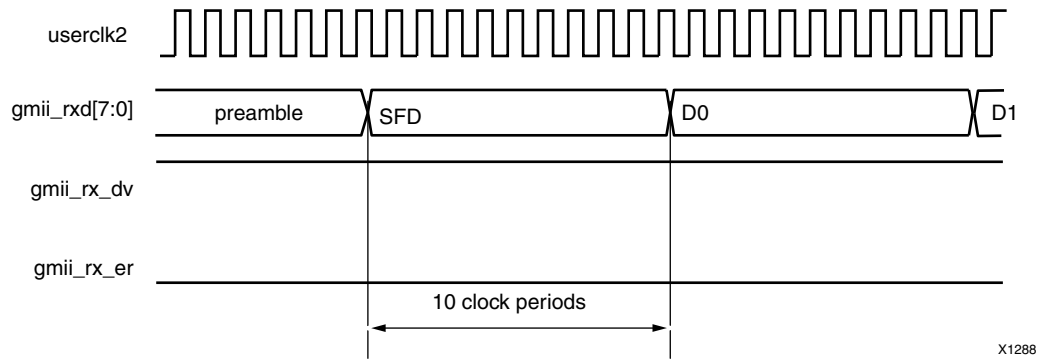 userclk2
gmii_rxd[7:0] preamble SFD D0 D1
gmii_rx_dv
gmii_rx_er
10 clock periods
X1288